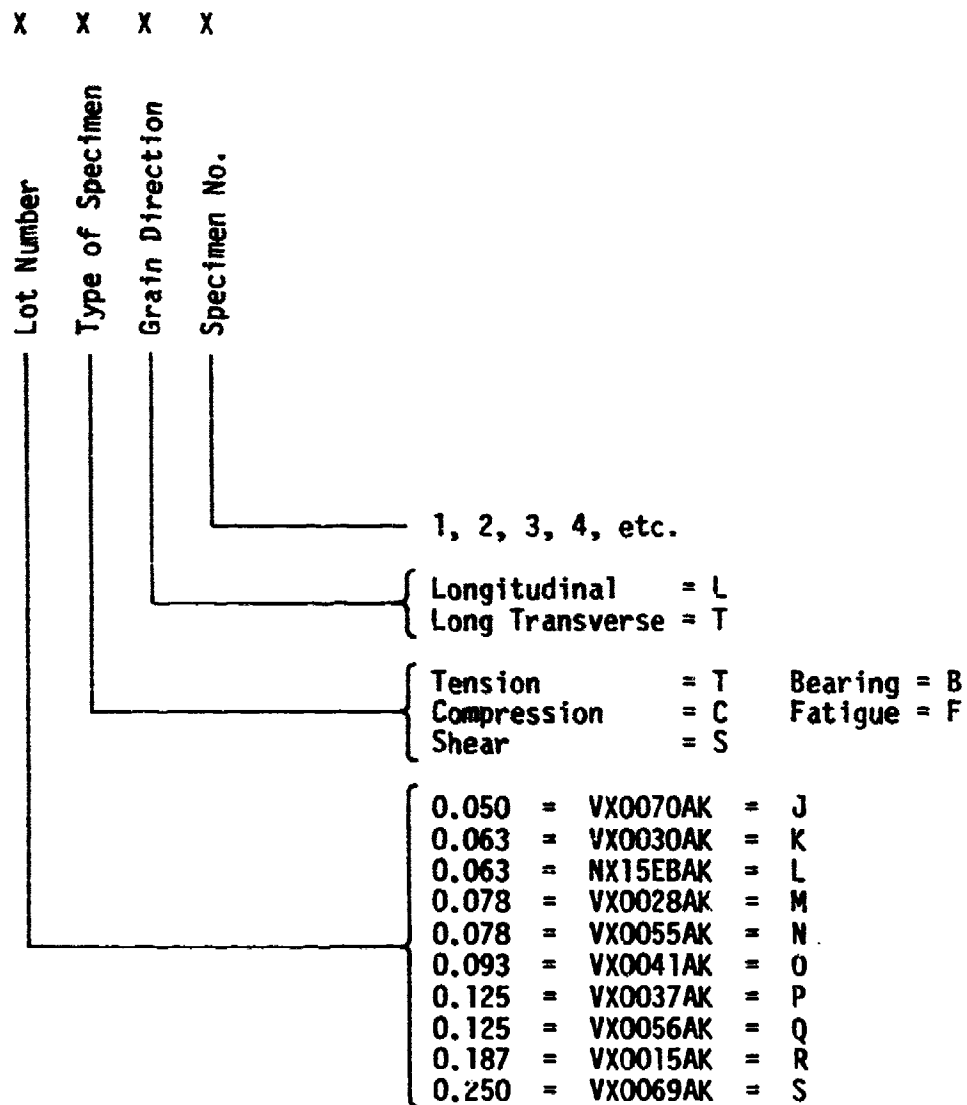 X X X X
Lot Number
Type of Specimen
Grain Direction
Specimen No.
1, 2, 3, 4, etc.
Longitudinal = L
Long Transverse = T
Tension = T Bearing = B
Compression = C Fatigue = F
Shear = S
0.050 = VX0070AK = J
0.063 = VX0030AK = K
0.063 = NX15EBAK = L
0.078 = VX0028AK = M
0.078 = VX0055AK = N
0.093 = VX0041AK = O
0.125 = VX0037AK = P
0.125 = VX0056AK = Q
0.187 = VX0015AK = R
0.250 = VX0069AK = S